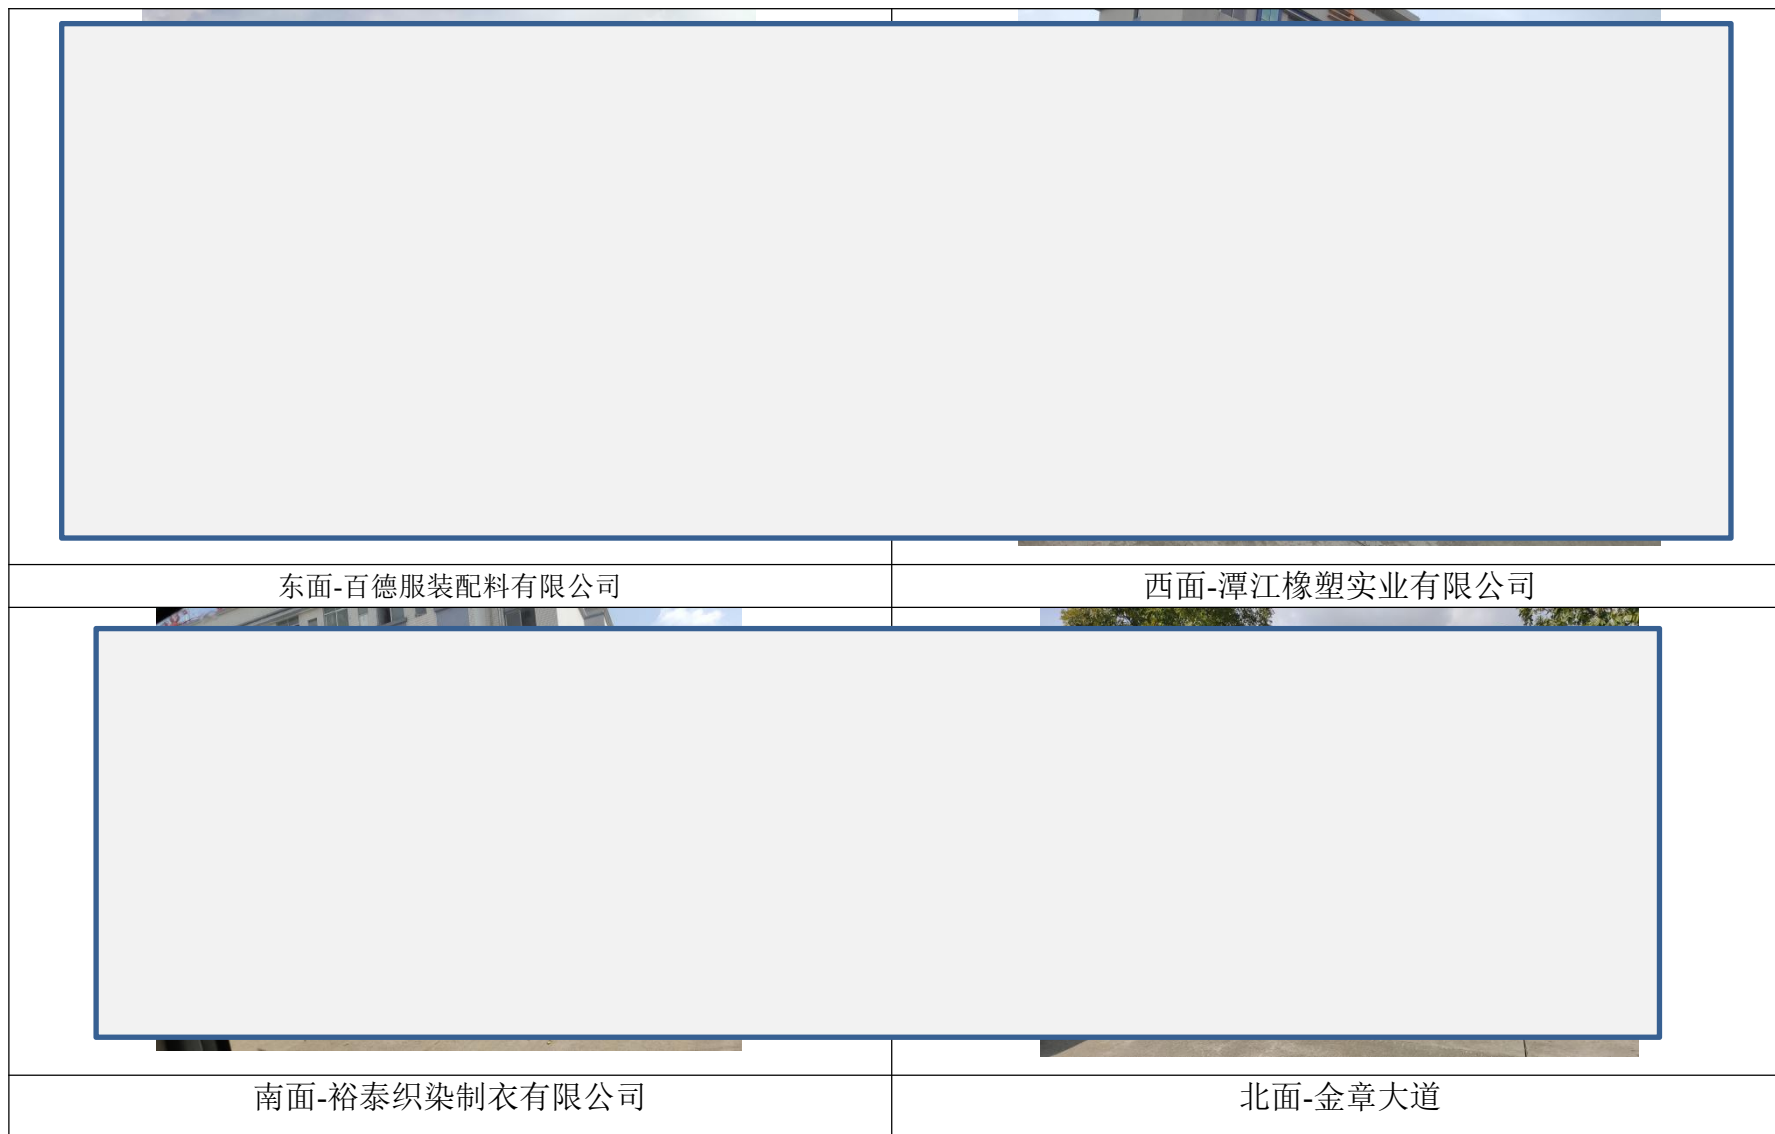 东面-百德服装配料有限公司
西面-潭江橡塑实业有限公司
南面-裕泰织染制衣有限公司
北面-金章大道